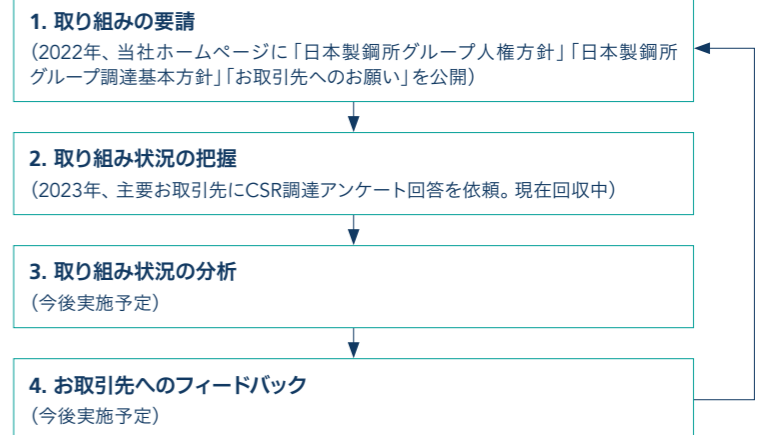 1. 取り組みの要請
（2022年、当社ホームページに「日本製鋼所グループ人権方針」「日本製鋼所
グループ調達基本方針」「お取引先へのお願い」を公開）
2. 取り組み状況の把握
（2023年、主要お取引先にCSR調達アンケート回答を依頼。現在回収中）
3. 取り組み状況の分析
（今後実施予定）
4. お取引先へのフィードバック
（今後実施予定）